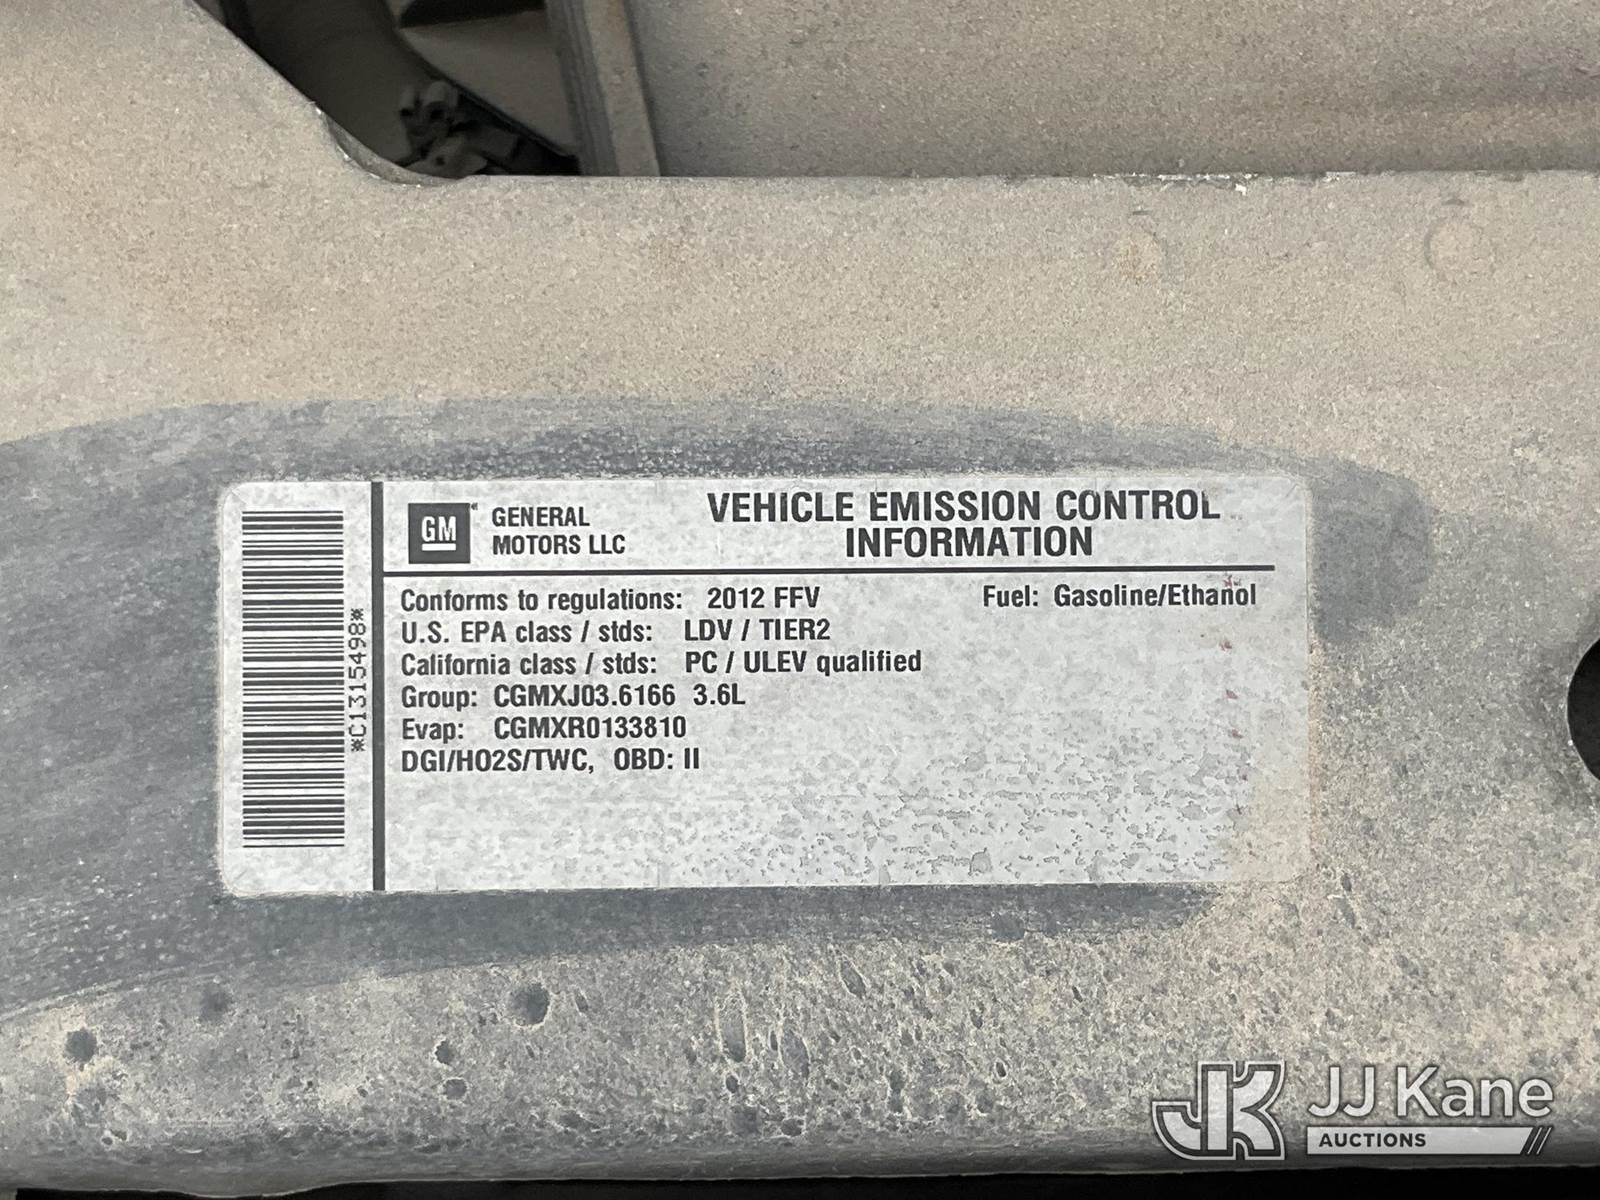 *C1315498*
GM GENERAL
MOTORS LLC
VEHICLE EMISSION CONTROL
INFORMATION
Conforms to regulations: 2012 FFV Fuel: Gasoline/Ethanol
U.S. EPA class / stds: LDV / TIER2
California class / stds: PC / ULEV qualified
Group: CGMXJ03.6166 3.6L
Evap: CGMXR0133810
DGI/HO2S/TWC, OBD: II
JK JJ Kane
AUCTIONS